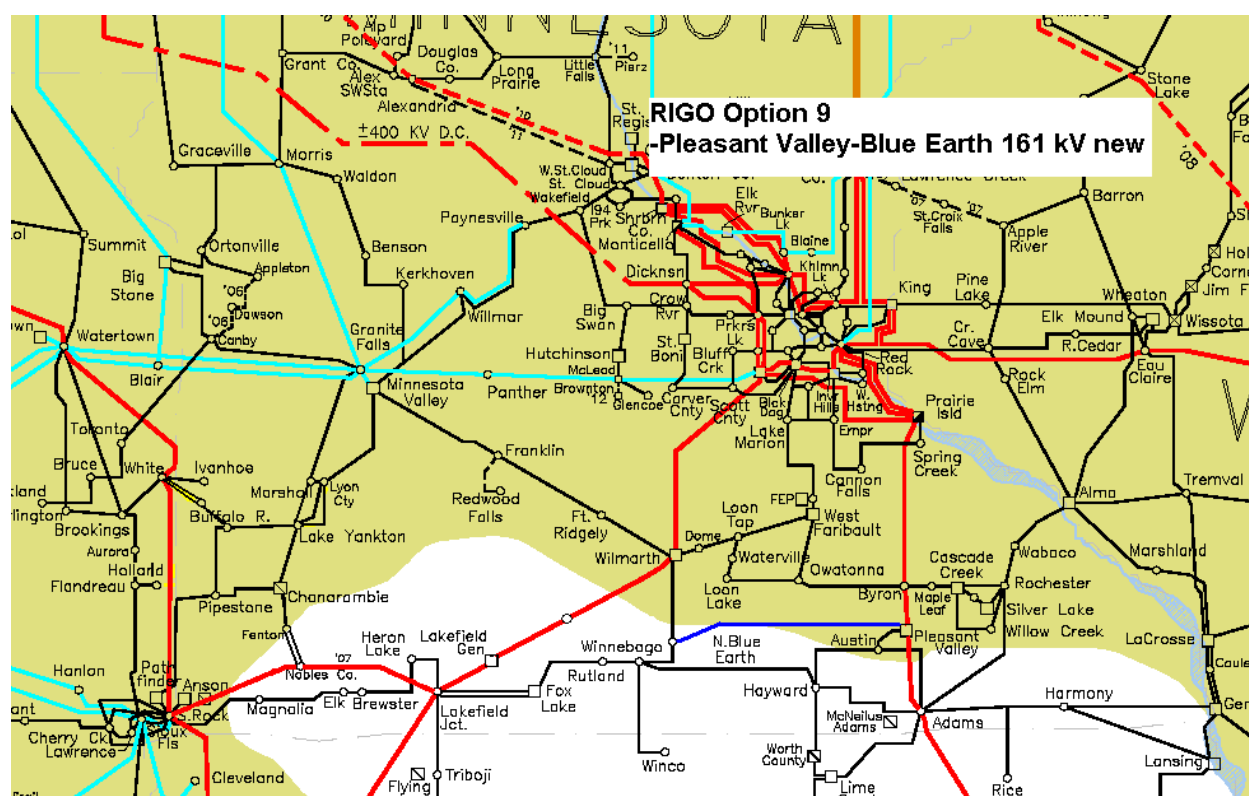 MINNESOTA
Alp
Polsyard
Douglas
Co.
Grant Co.
Alex
SWSta
Alexandria
Long
Prairie
Little
Falls
'11
Pierz
St.
Regis
'10
'11
±400 KV D.C.
RIGO Option 9
-Pleasant Valley-Blue Earth 161 kV new
Stone
Lake
'08
Graceville
Morris
Waldon
W.St.Cloud
St. Cloud
Wakefield
Co.
Elk
Rvr
Bunker
Lk
'07
'07
St.Croix
Falls
Barron
Paynesville
I94
Prk
Shrbrn
Co.
Monticello
Blaine
Apple
River
Summit
Ortonville
Benson
Big
Stone
Appleton
Kerkhoven
Dicknsn
Khlmn
Lk
King
Pine
Lake
Wheaton
Jim F
'06
Dawson
Willmar
Big
Swan
Crow
Rvr
Elk Mound
Wissota
Watertown
'06
Canby
Granite
Falls
Prkrs
Lk
Cr.
Cave
R.Cedar
Hutchinson
St.
Boni
Bluff
Crk
Red
Rock
Eau
Claire
Blair
Minnesota
Valley
Panther
McLeod
Brownton
12
Glencoe
Carver
Cnty
Scott
Cnty
Blck
Dog
Invr
Hills
W.
Hstng
Rock
Elm
Prairie
Isld
Toronto
Lake
Marion
Empr
Franklin
Spring
Creek
Bruce
White
Ivanhoe
Marshall
Lyon
Cty
Redwood
Falls
Cannon
Falls
Tremval
Alma
FEP
Brookings
Buffalo R.
Lake Yankton
Ft.
Ridgely
Loon
Tap
West
Faribault
Aurora
Wilmarth
Dome
Waterville
Cascade
Creek
Wabaco
Marshland
Holland
Flandreau
Chanarambie
Loon
Lake
Owatonna
Byron
Maple
Leaf
Rochester
Pipestone
Silver Lake
Willow Creek
Fenton
Heron
Lake
Lakefield
Gen
Winnebago
N.Blue
Earth
Austin
Pleasant
Valley
LaCrosse
Hanlon
Path
finder
'07
Nobles Co.
Rutland
Anson
S.Rock
Magnolia
Elk
Brewster
Fox
Lake
Hayward
Harmony
Lakefield
Jct.
McNeilus
Adams
Adams
Cherry Ck
Lawrence
Sioux
Fls
Winco
Worth
County
Lansing
Cleveland
Flying
Triboji
Lime
Rice